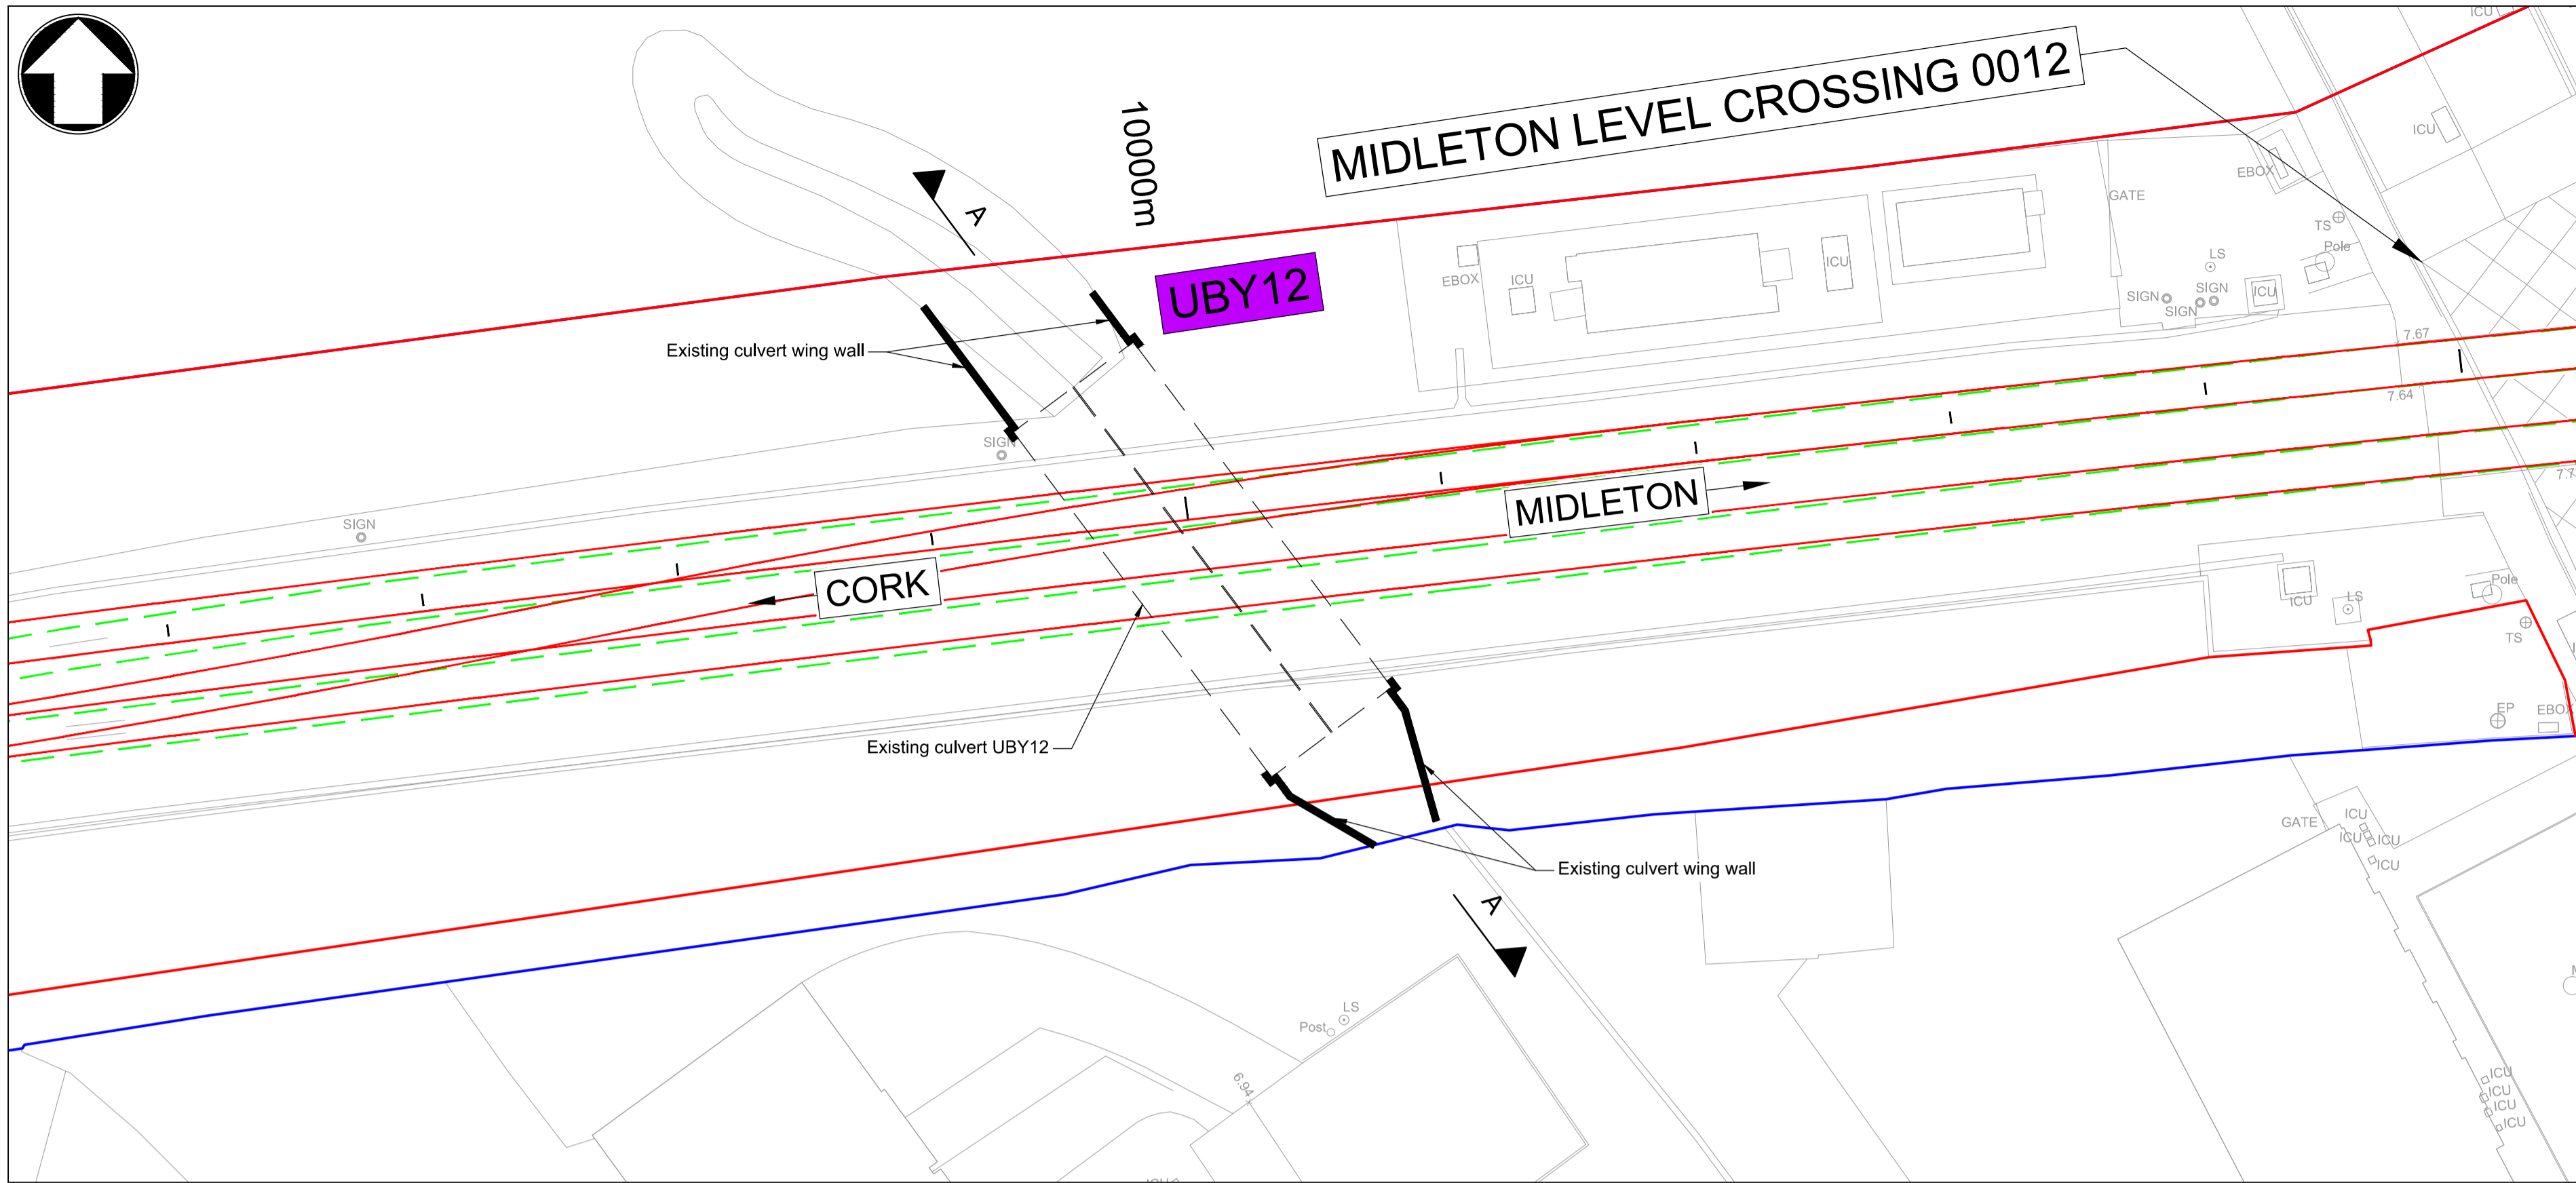 ICU
MIDLETON LEVEL CROSSING 0012
10000m
ICU
EBOX
A
GATE
TS
Pole
LS
UBY12
EBOX
ICU
ICU
SIGN
SIGN
SIGN
ICU
Existing culvert wing wall
7.67
7.64
SIGN
MIDLETON
SIGN
CORK
Pole
ICU
LS
TS
EP
EBOX
Existing culvert UBY12
GATE
ICU
ICU
ICU
ICU
Existing culvert wing wall
A
LS
Post
6.94
ICU
ICU
ICU
ICU